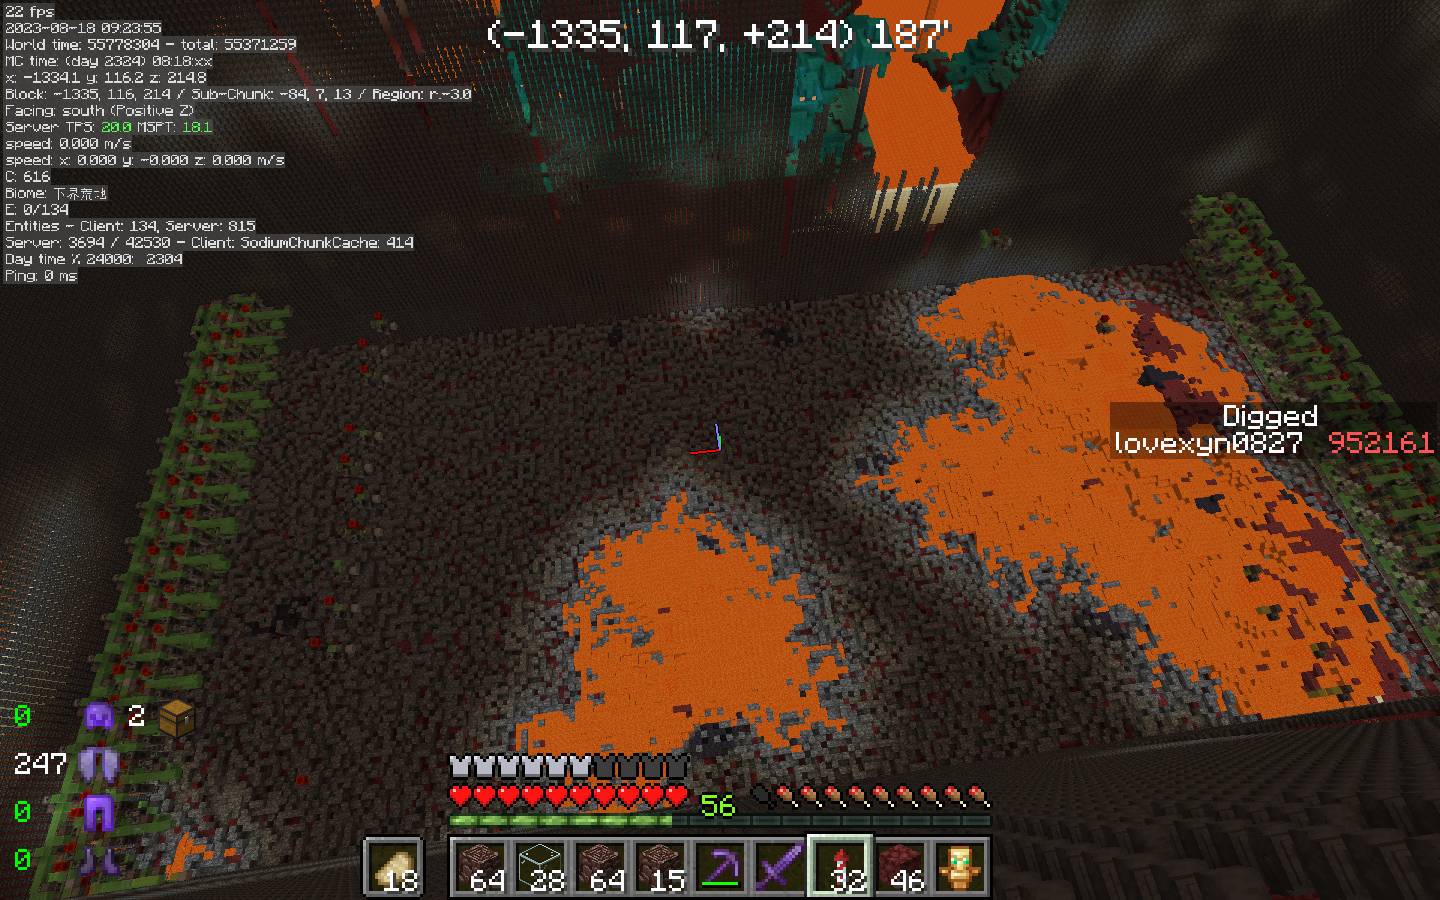 22 fps
2023-08-18 09:23:55
World time: 55778304 - total: 55371259
MC time: (day 2324) 08:18:xx
x: -1334.1 y: 116.2 z: 214.8
Block: -1335, 116, 214 / Sub-Chunk: -84, 7, 13 / Region: r.-3.0
Facing: south (Positive Z)
Server TPS: 20.0 MSPT: 18.1
speed: 0.000 m/s
speed: x: 0.000 y: -0.000 z: 0.000 m/s
C: 616
Biome: 下界荒地
E: 0/134
Entities - Client: 134, Server: 815
Server: 3694 / 42530 - Client: SodiumChunkCache: 414
Day time % 24000: 2304
Ping: 0 ms
(-1335, 117, +214) 187'
Digged
lovexyn0827 952161
0
2
247
0
0
56
18
64
28
64
15
32
46